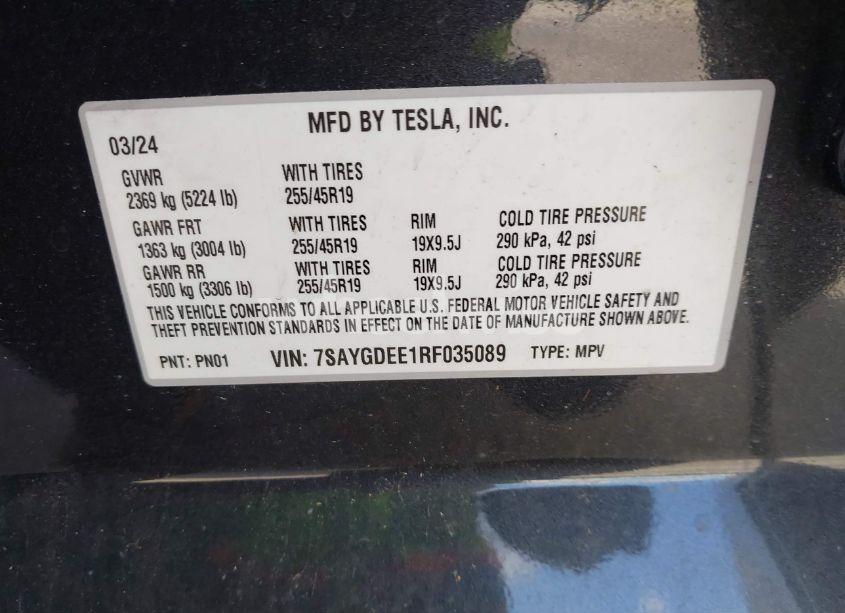 MFD BY TESLA, INC.
03/24
GVWR WITH TIRES
2369 kg (5224 lb) 255/45R19
GAWR FRT WITH TIRES RIM COLD TIRE PRESSURE
1363 kg (3004 lb) 255/45R19 19X9.5J 290 kPa, 42 psi
GAWR RR WITH TIRES RIM COLD TIRE PRESSURE
1500 kg (3306 lb) 255/45R19 19X9.5J 290 kPa, 42 psi
THIS VEHICLE CONFORMS TO ALL APPLICABLE U.S. FEDERAL MOTOR VEHICLE SAFETY AND
THEFT PREVENTION STANDARDS IN EFFECT ON THE DATE OF MANUFACTURE SHOWN ABOVE.
PNT: PN01 VIN: 7SAYGDEE1RF035089 TYPE: MPV